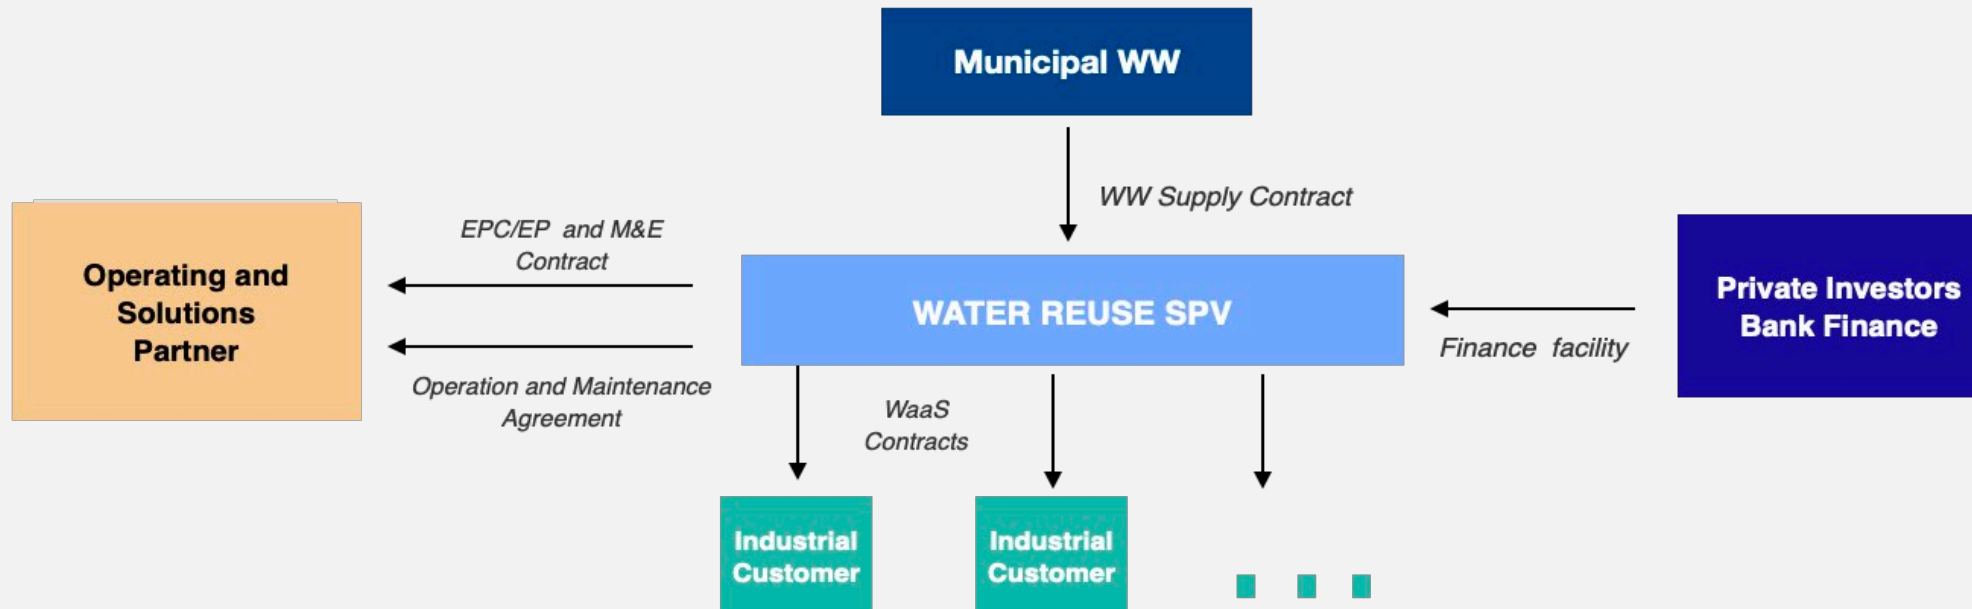 Municipal WW
WW Supply Contract
EPC/EP and M&E
Contract
Operating and
Solutions
Partner
WATER REUSE SPV
Private Investors
Bank Finance
Finance facility
Operation and Maintenance
Agreement
WaaS
Contracts
Industrial
Customer
Industrial
Customer